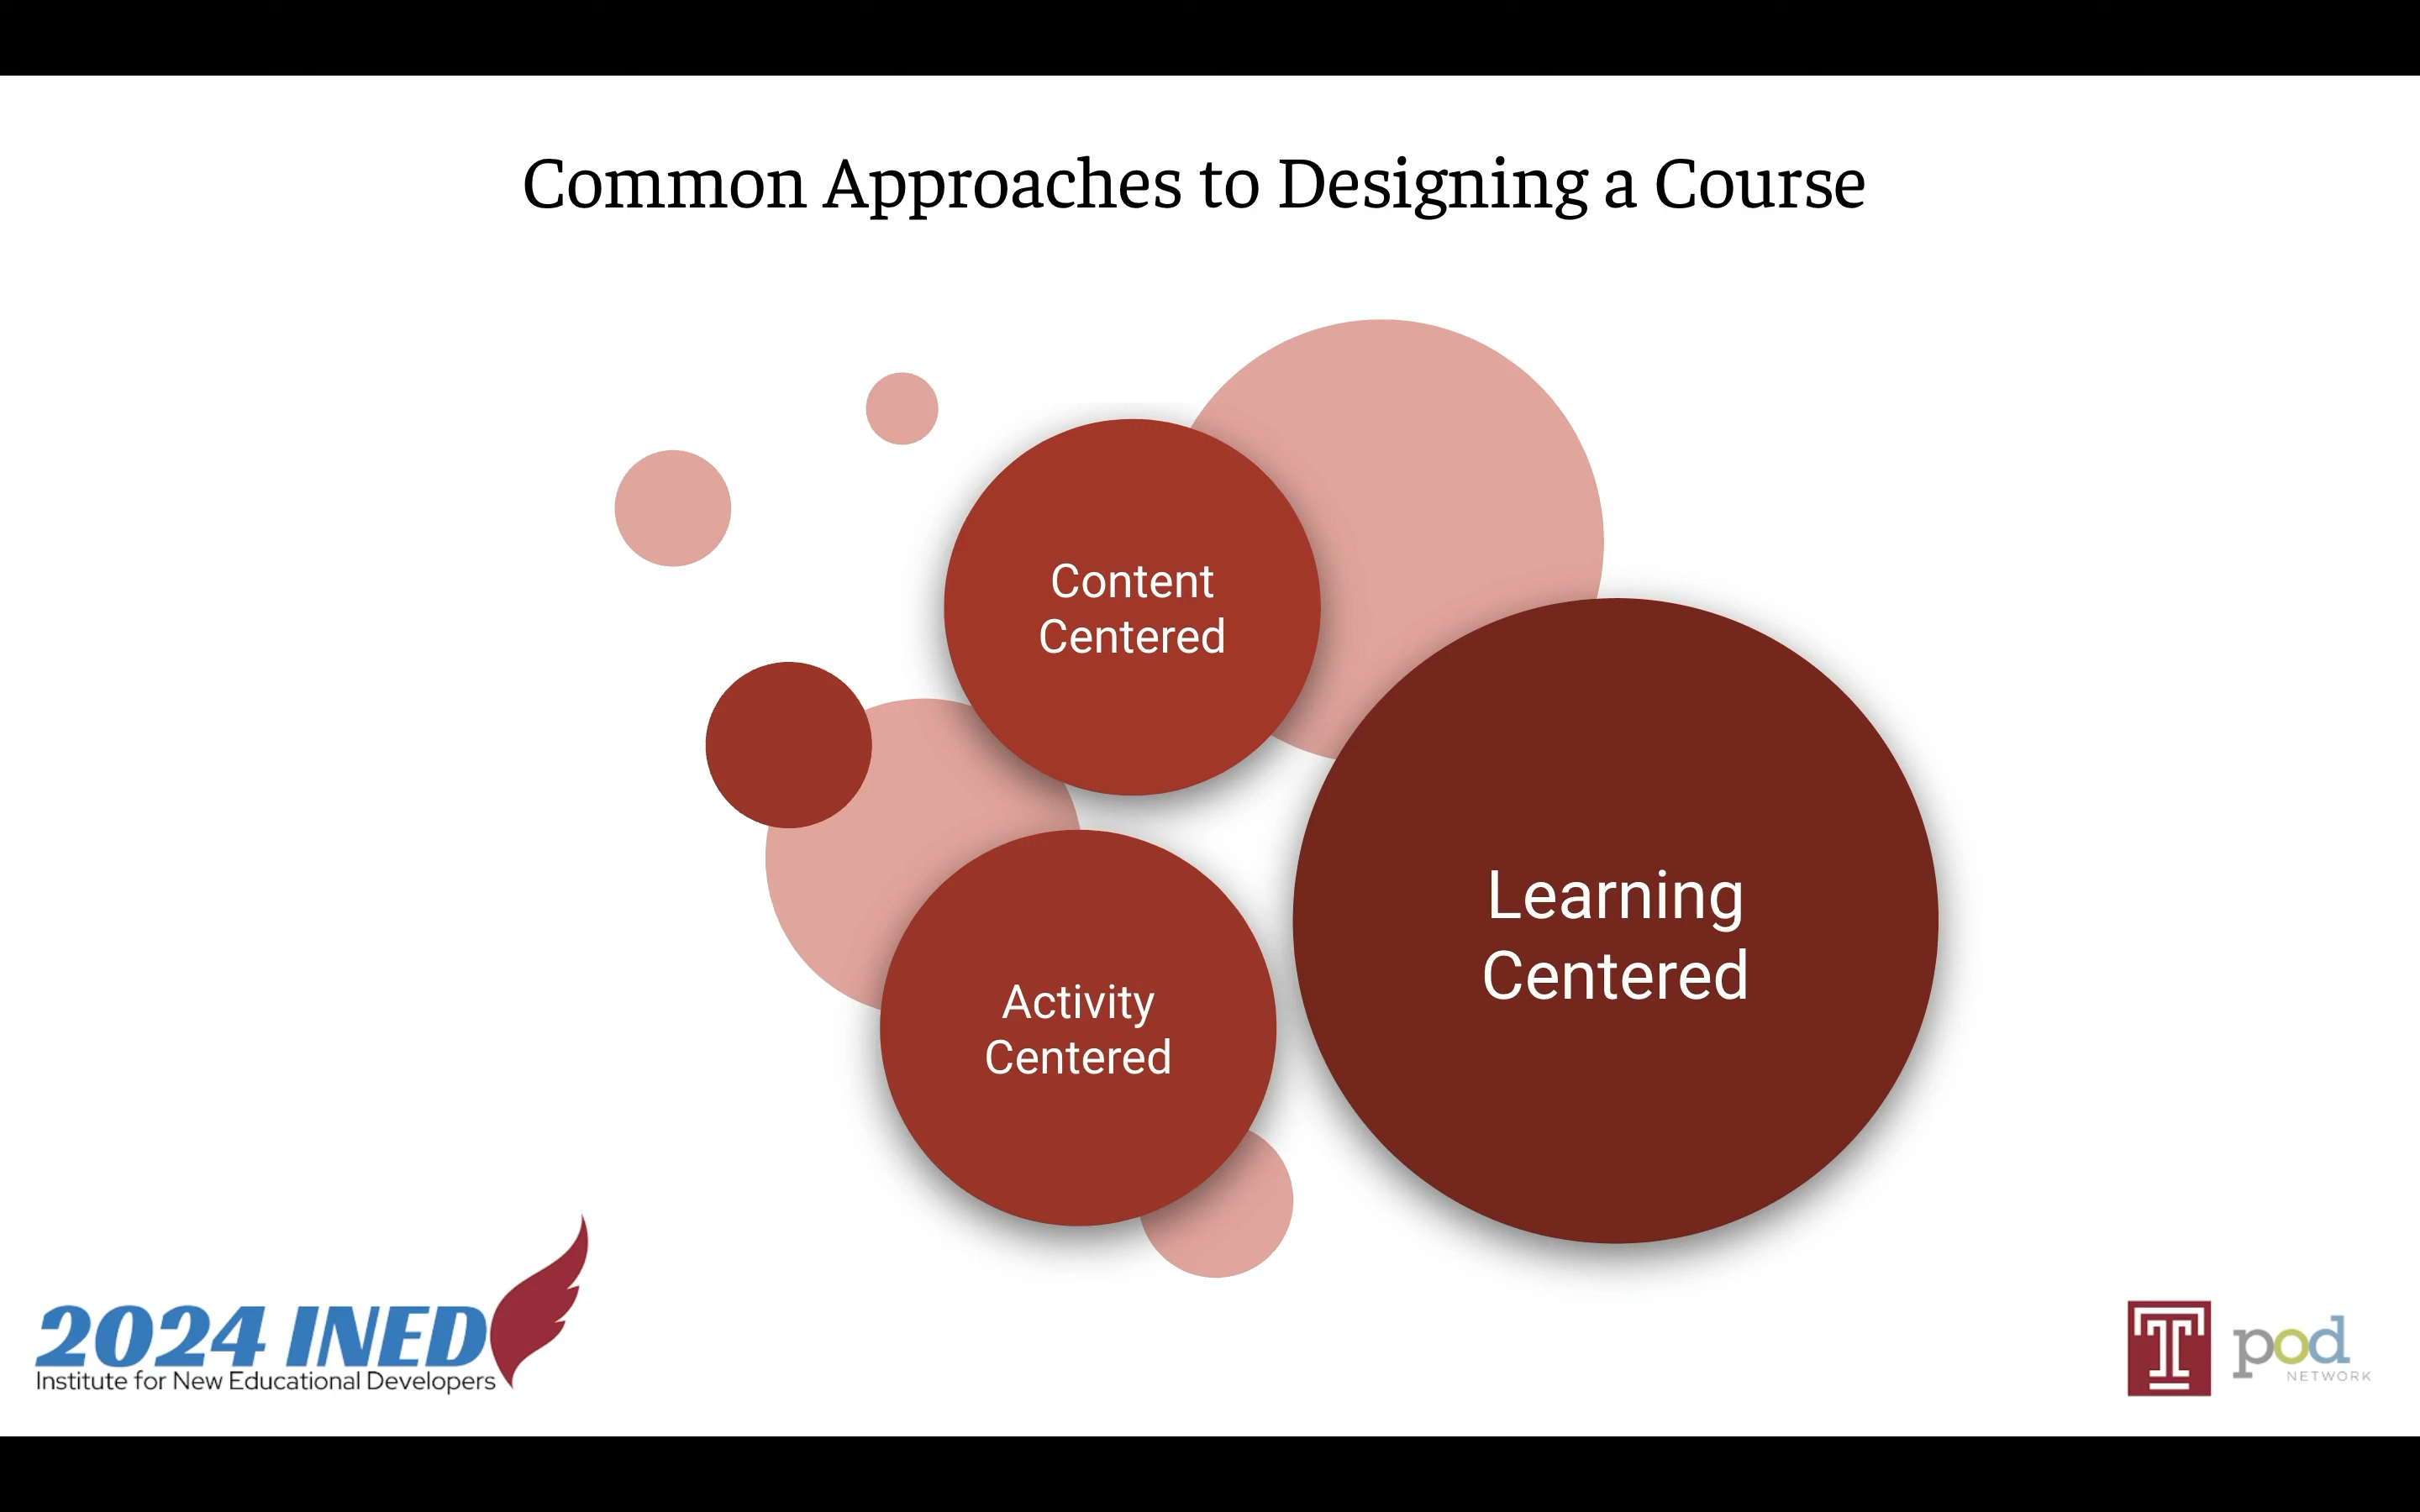 Common Approaches to Designing a Course
Content
Centered
Activity
Centered
Learning
Centered
2024 INED
Institute for New Educational Developers
T
pod
NETWORK